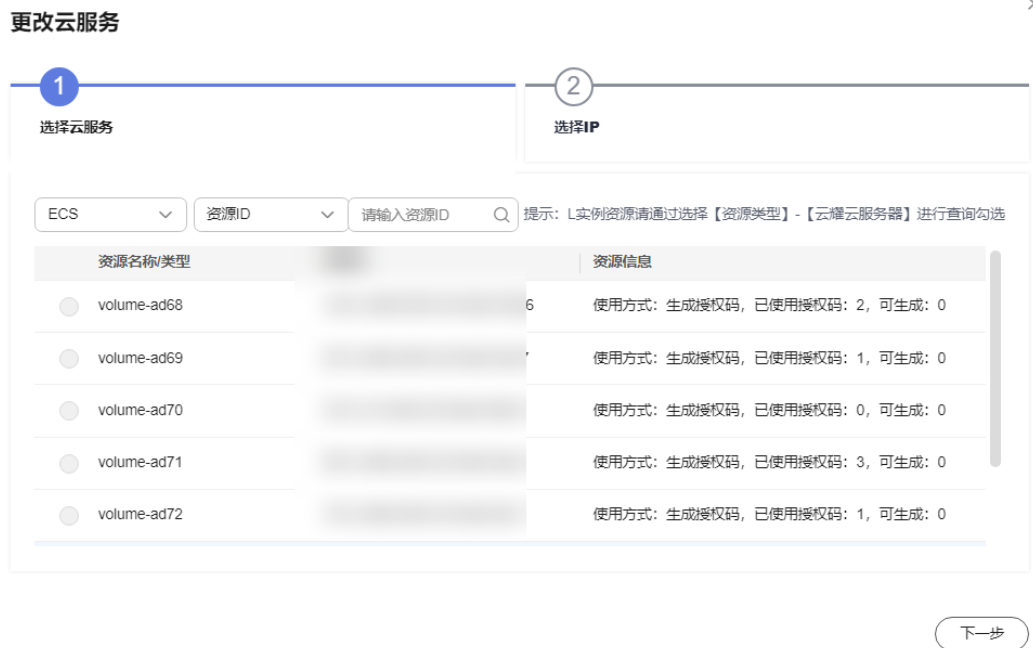 更改云服务
1
2
选择云服务
选择IP
ECS 资源ID 请输入资源ID 提示：L实例资源请通过选择【资源类型】-【云耀云服务器】进行查询勾选
资源名称/类型 资源信息
volume-ad68 6 使用方式：生成授权码，已使用授权码：2，可生成：0
volume-ad69 使用方式：生成授权码，已使用授权码：1，可生成：0
volume-ad70 使用方式：生成授权码，已使用授权码：0，可生成：0
volume-ad71 使用方式：生成授权码，已使用授权码：3，可生成：0
volume-ad72 使用方式：生成授权码，已使用授权码：1，可生成：0
下一步